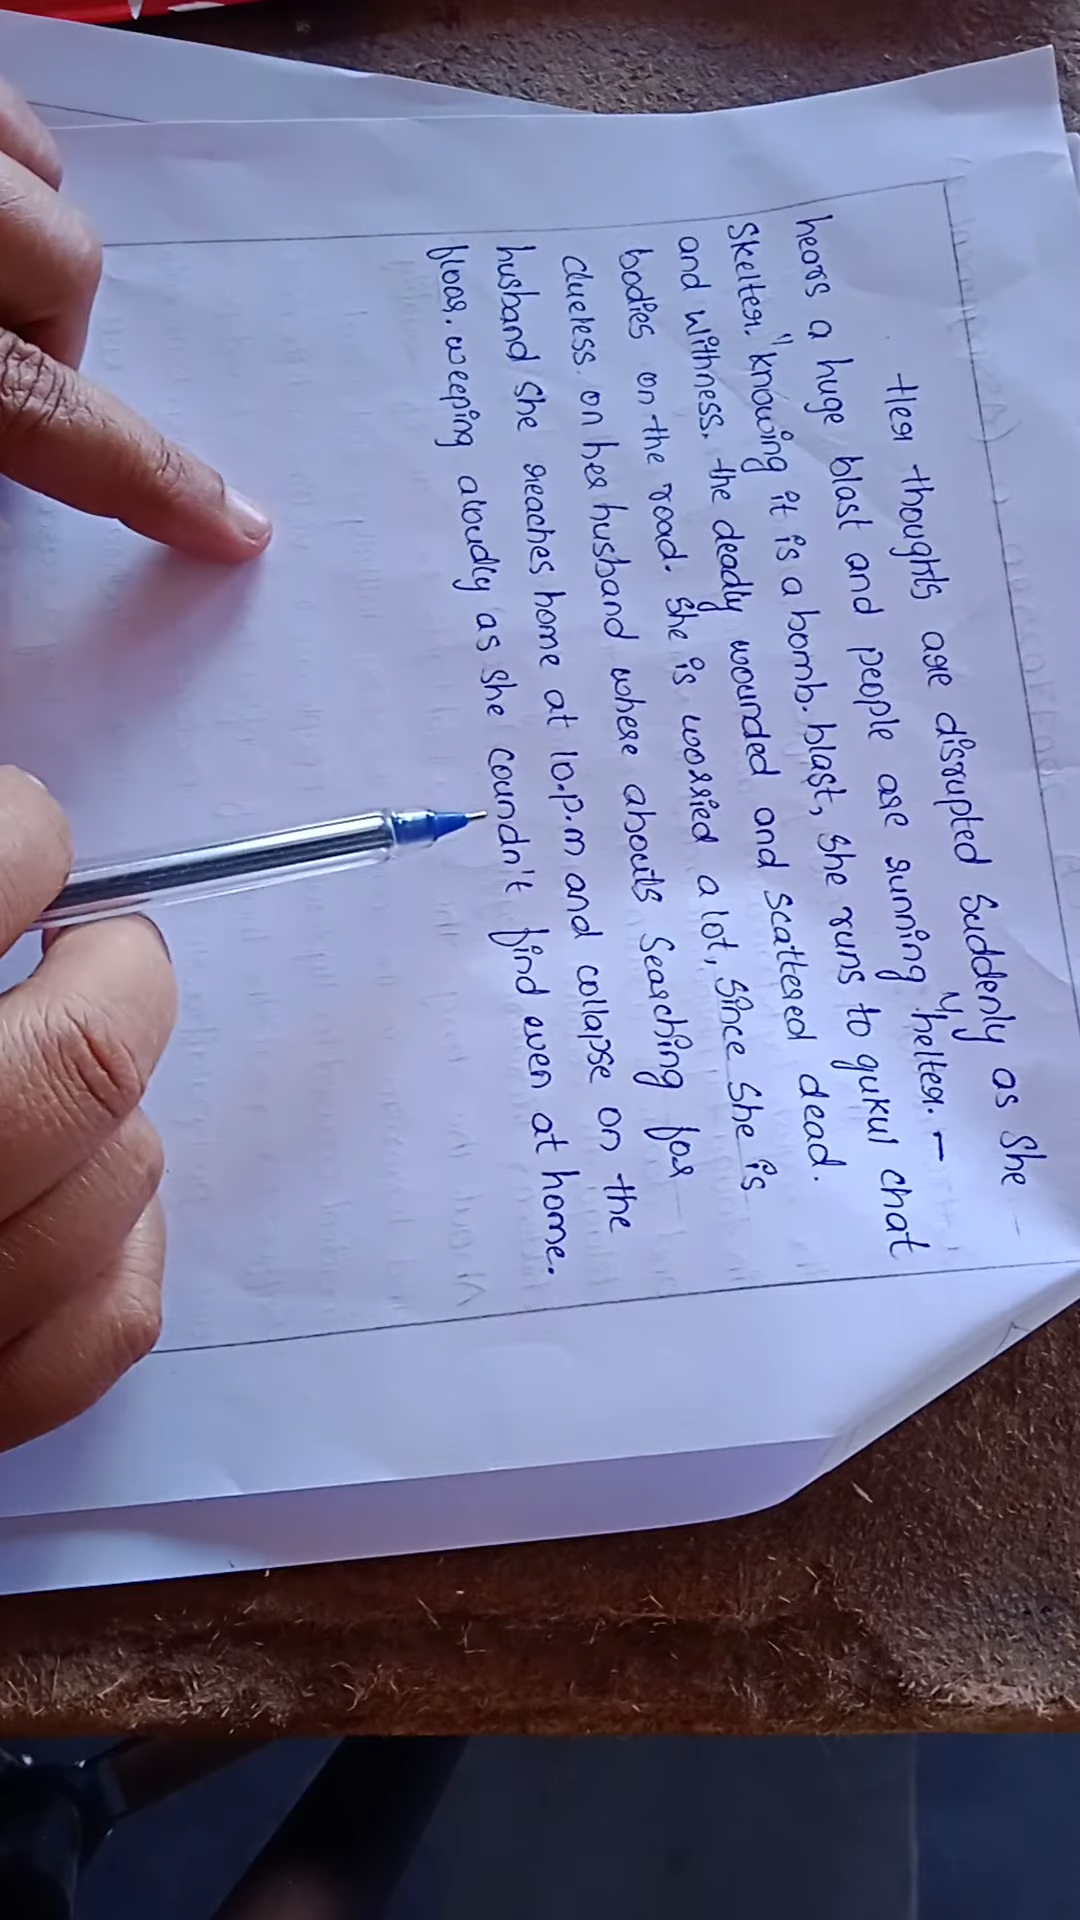 Her thoughts are disrupted suddenly as she
hears a huge blast and people are running "helter. -
skelter." knowing it is a bomb. blast, she runs to gukul chat
and withness. the deadly wounded and scattered dead.
bodies on the road. she is worried a lot, since she is
clueless. on her husband where abouts searching for
husband she reaches home at 10.p.m and collapse on the
floor. weeping aloudly as she coundn't find even at home.